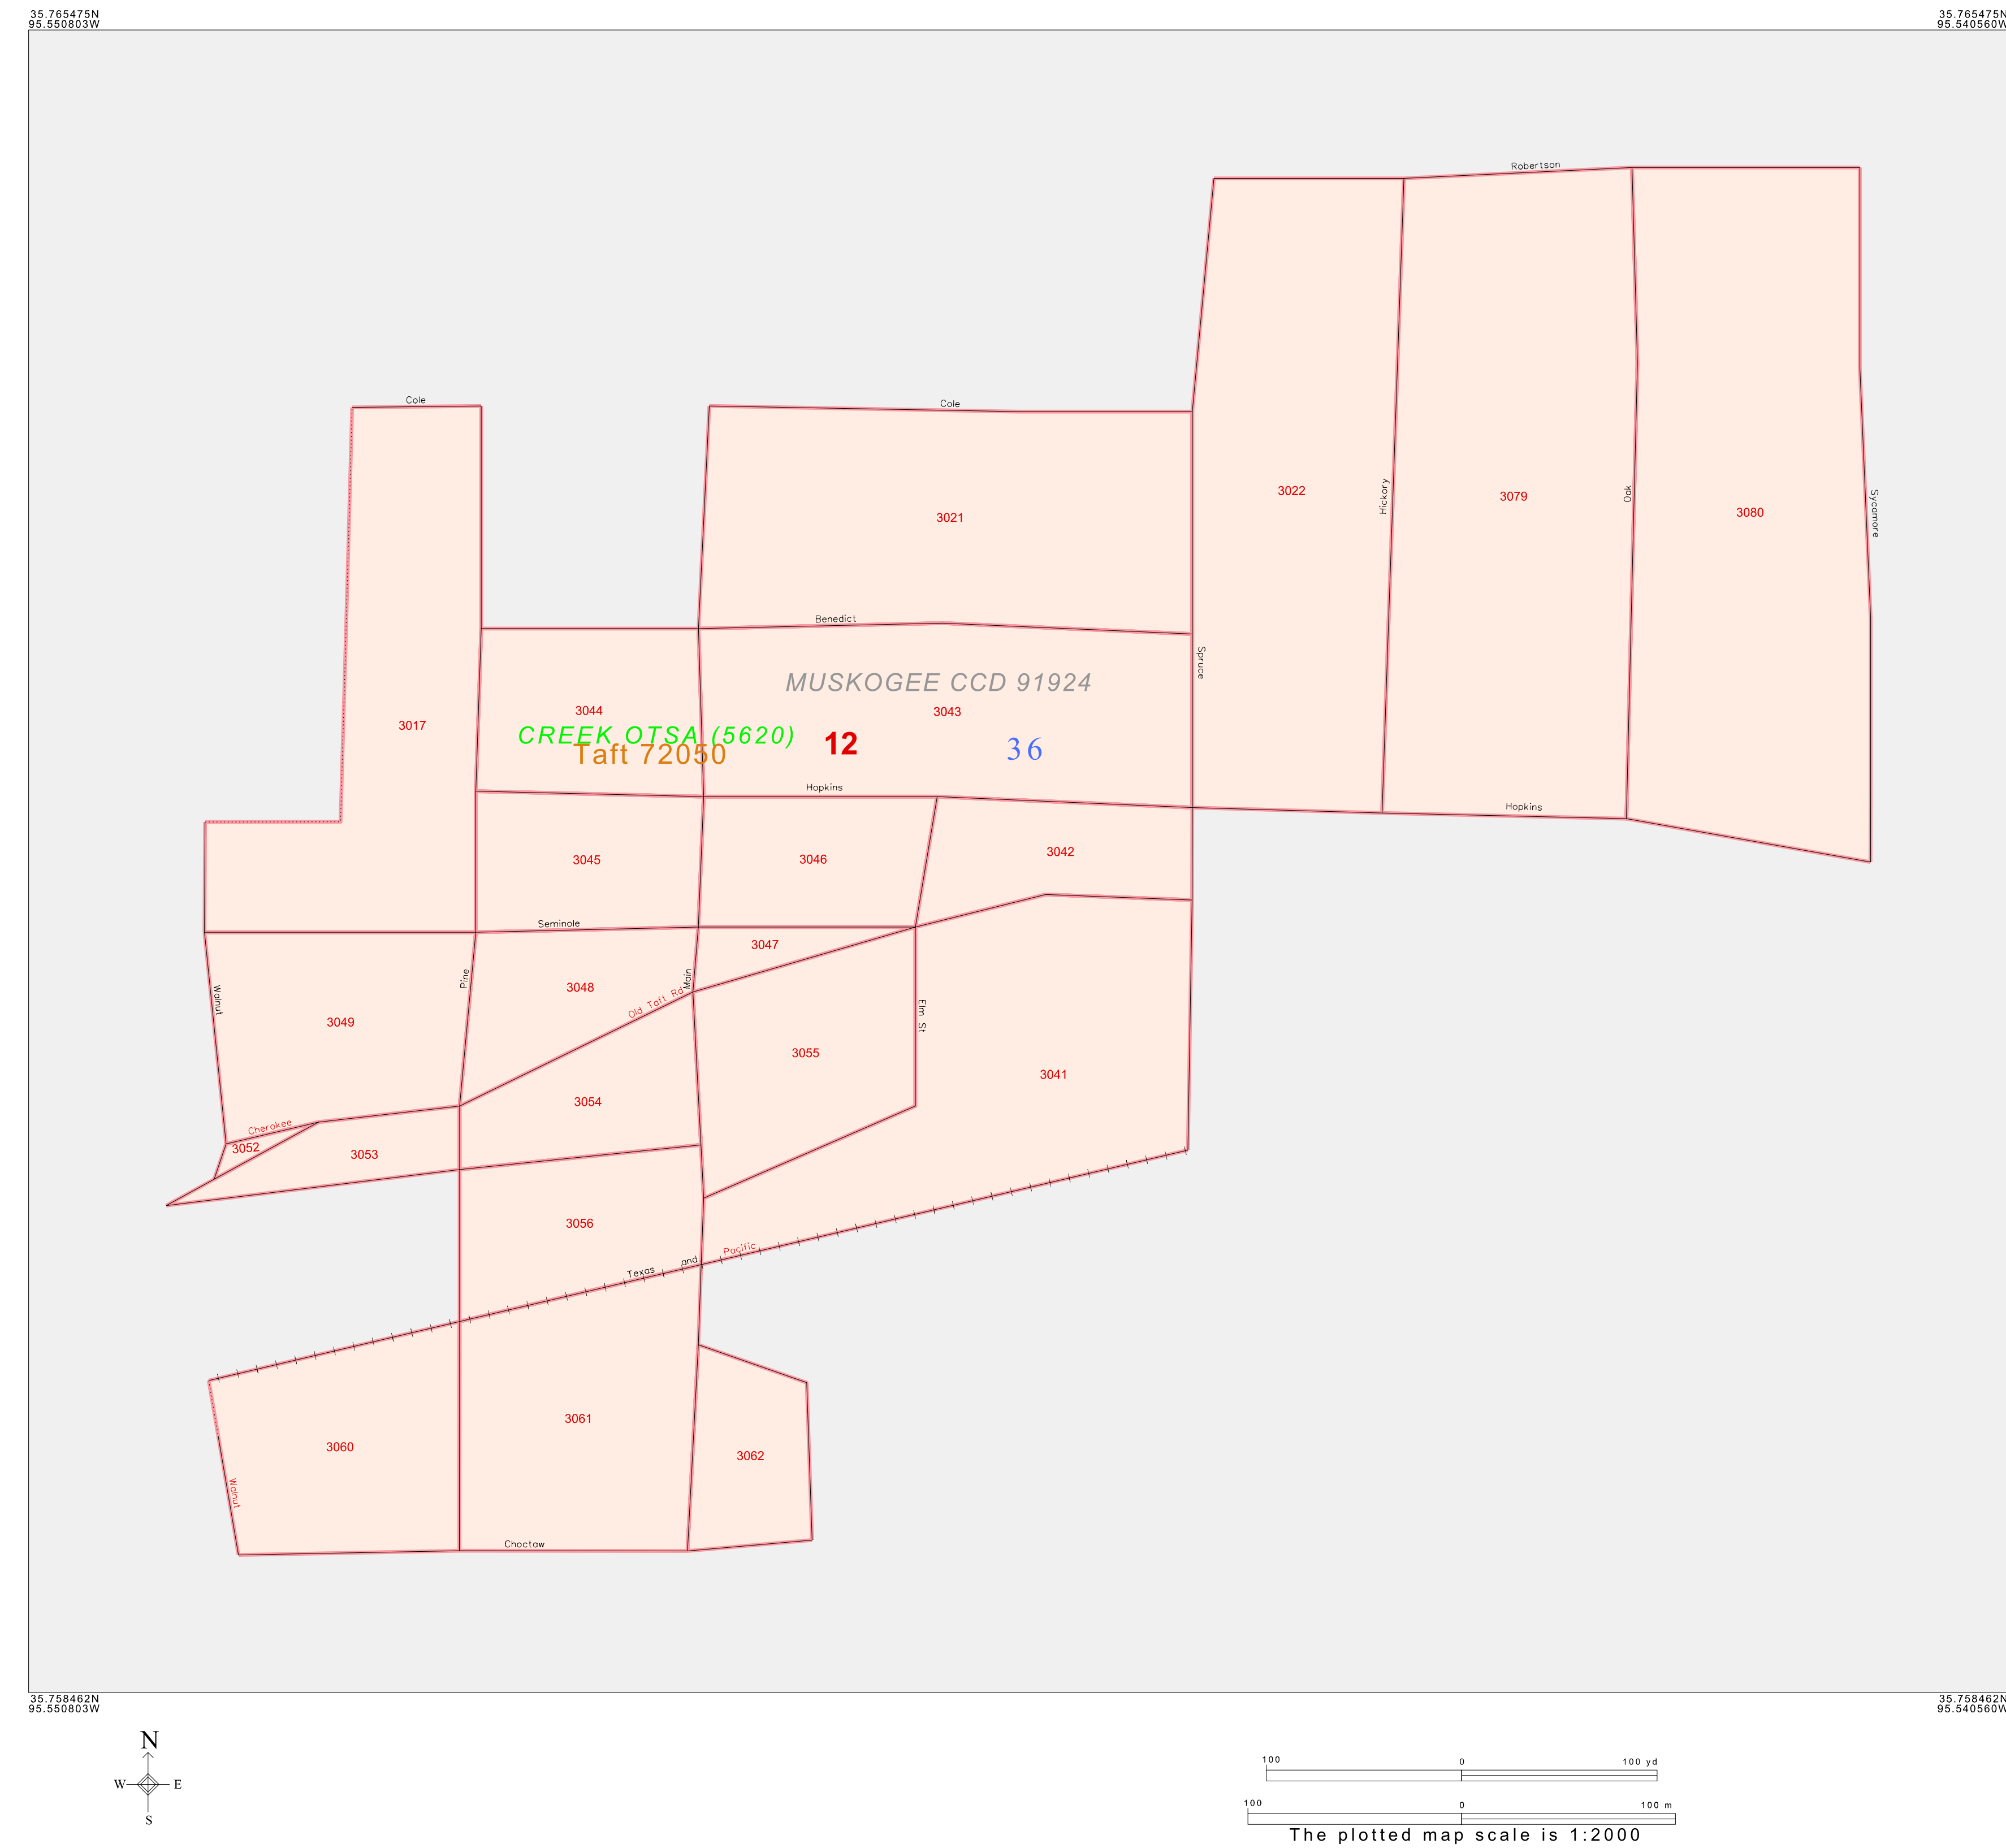 35.765475N
95.550803W
35.765475N
95.540560W
Robertson
Cole
Cole
3022
Hickory
3079
Oak
3080
Sycamore
3021
Benedict
Spruce
MUSKOGEE CCD 91924
3017
3044
3043
CREEK OTSA (5620)
Taft 72050
12
36
Hopkins
Hopkins
3045
3046
3042
Seminole
3047
Walnut
Pine
3048
Main
Old Taft Rd
Elm St
3049
3055
3041
3054
Cherokee
3052
3053
3056
Texas and Pacific
3061
3060
3062
Walnut
Choctaw
35.758462N
95.550803W
35.758462N
95.540560W
N
W E
S
100 0 100 yd
100 0 100 m
The plotted map scale is 1:2000